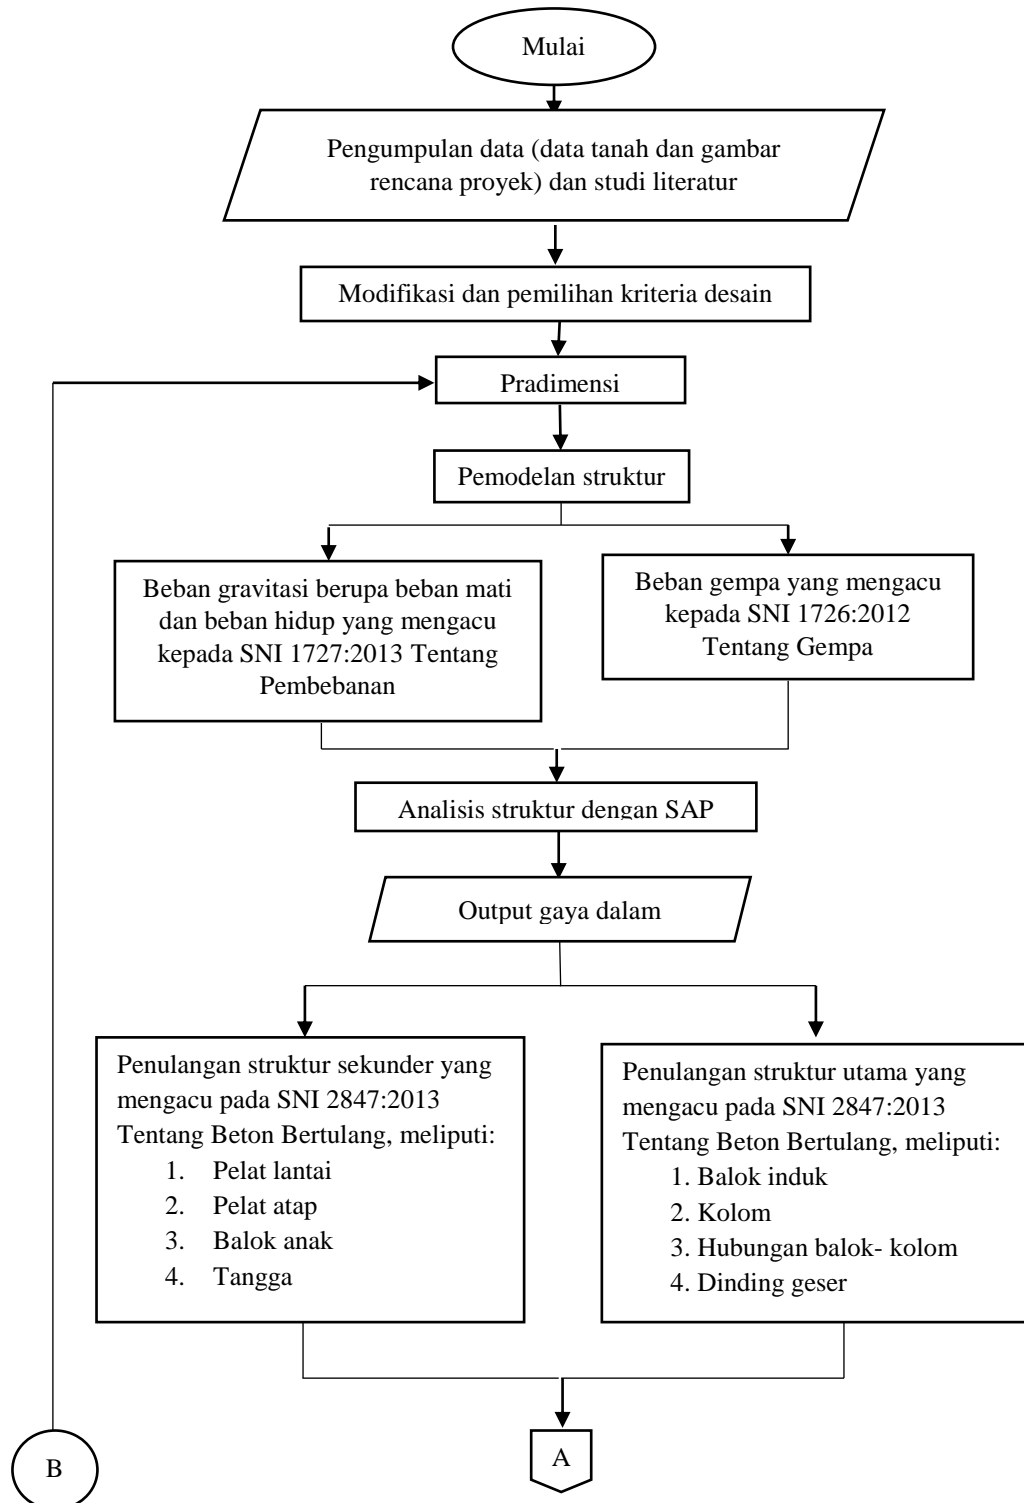 Mulai
Pengumpulan data (data tanah dan gambar
rencana proyek) dan studi literatur
Modifikasi dan pemilihan kriteria desain
Pradimensi
Pemodelan struktur
Beban gravitasi berupa beban mati
dan beban hidup yang mengacu
kepada SNI 1727:2013 Tentang
Pembebanan
Beban gempa yang mengacu
kepada SNI 1726:2012
Tentang Gempa
Analisis struktur dengan SAP
Output gaya dalam
Penulangan struktur sekunder yang
mengacu pada SNI 2847:2013
Tentang Beton Bertulang, meliputi:
1. Pelat lantai
2. Pelat atap
3. Balok anak
4. Tangga
Penulangan struktur utama yang
mengacu pada SNI 2847:2013
Tentang Beton Bertulang, meliputi:
1. Balok induk
2. Kolom
3. Hubungan balok- kolom
4. Dinding geser
B
A